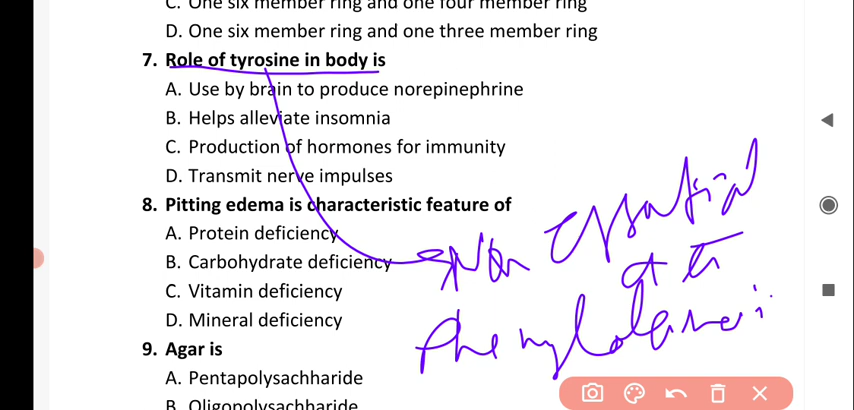 C. One six member ring and one four member ring
D. One six member ring and one three member ring
7. Role of tyrosine in body is
A. Use by brain to produce norepinephrine
B. Helps alleviate insomnia
C. Production of hormones for immunity
D. Transmit nerve impulses
8. Pitting edema is characteristic feature of
A. Protein deficiency
B. Carbohydrate deficiency
Non essential
C. Vitamin deficiency
D. Mineral deficiency
9. Agar is
A. Pentapolysachharide
B. Oligopolysachharide